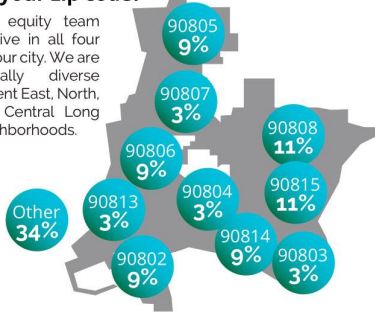 equity team
ive in all four
our city. We are
ally diverse
ent East, North,
Central Long
hborhoods.
90805
9%
90807
3%
90808
11%
90806
9%
90815
11%
90804
3%
90813
3%
Other
34%
90814
9%
90803
3%
90802
9%